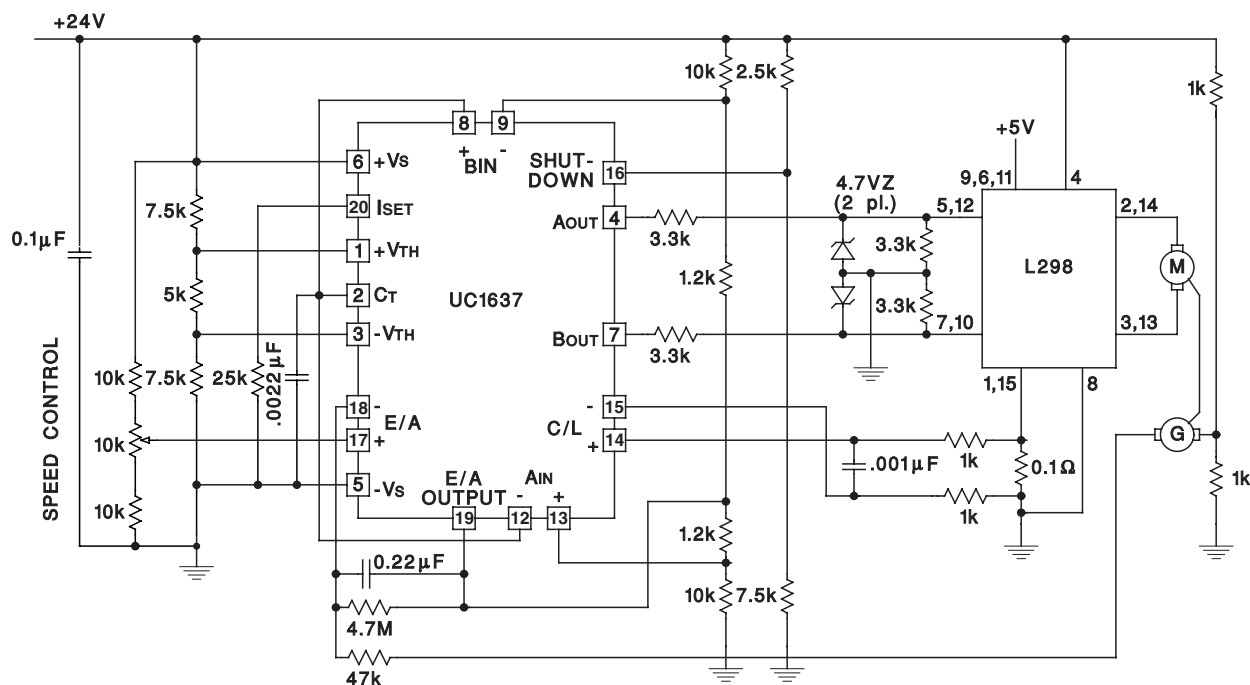 +24V
10k
2.5k
1k
8
9
+
BIN
-
+5V
6
+VS
SHUT-
DOWN
16
9,6,11
4
4.7VZ
(2 pl.)
7.5k
20
ISET
AOUT
4
3.3k
5,12
2,14
0.1µF
1
+VTH
3.3k
1.2k
L298
M
5k
2
CT
UC1637
3.3k
3
-VTH
BOUT
7
3.3k
7,10
3,13
SPEED CONTROL
10k
7.5k
25k
.0022µF
1,15
8
18
-
E/A
-
15
C/L
10k
17
+
+
14
1k
G
.001µF
0.1Ω
5
-VS
E/A
OUTPUT
AIN
-
+
1k
1k
10k
19
12
13
1.2k
0.22µF
10k
7.5k
4.7M
47k